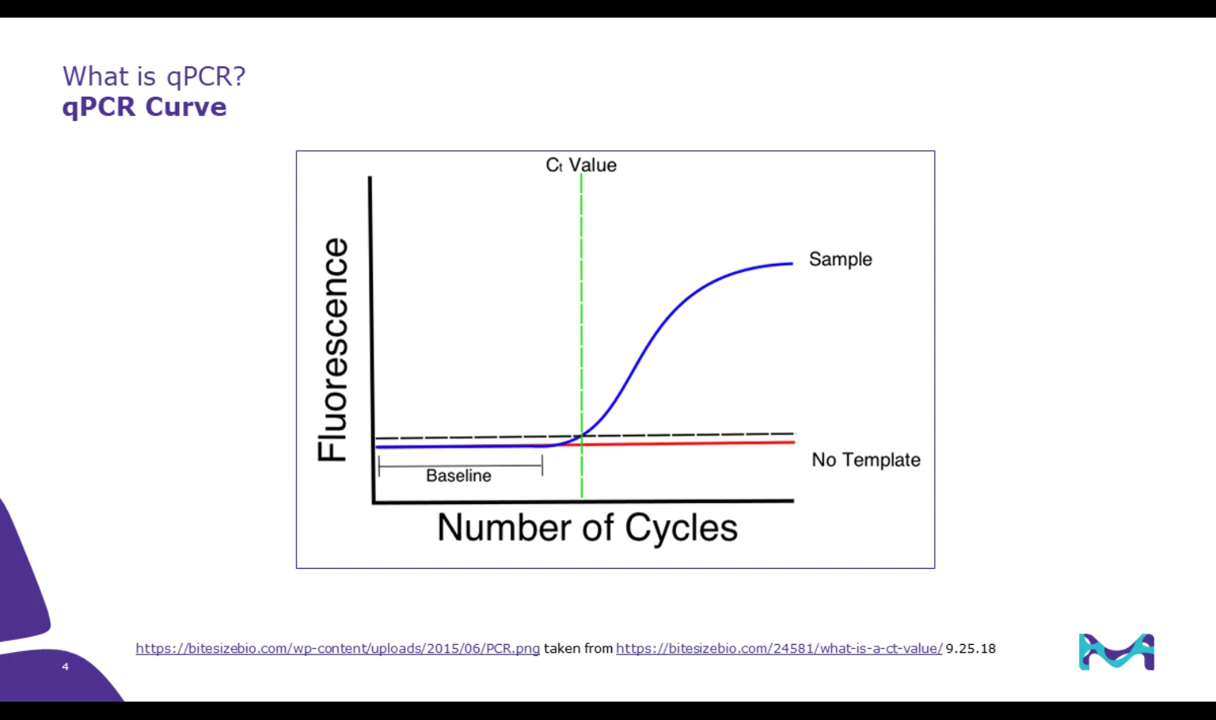 What is qPCR?
qPCR Curve
Ct Value
Fluorescence
Sample
No Template
Baseline
Number of Cycles
https://bitesizebio.com/wp-content/uploads/2015/06/PCR.png taken from https://bitesizebio.com/24581/what-is-a-ct-value/ 9.25.18
4